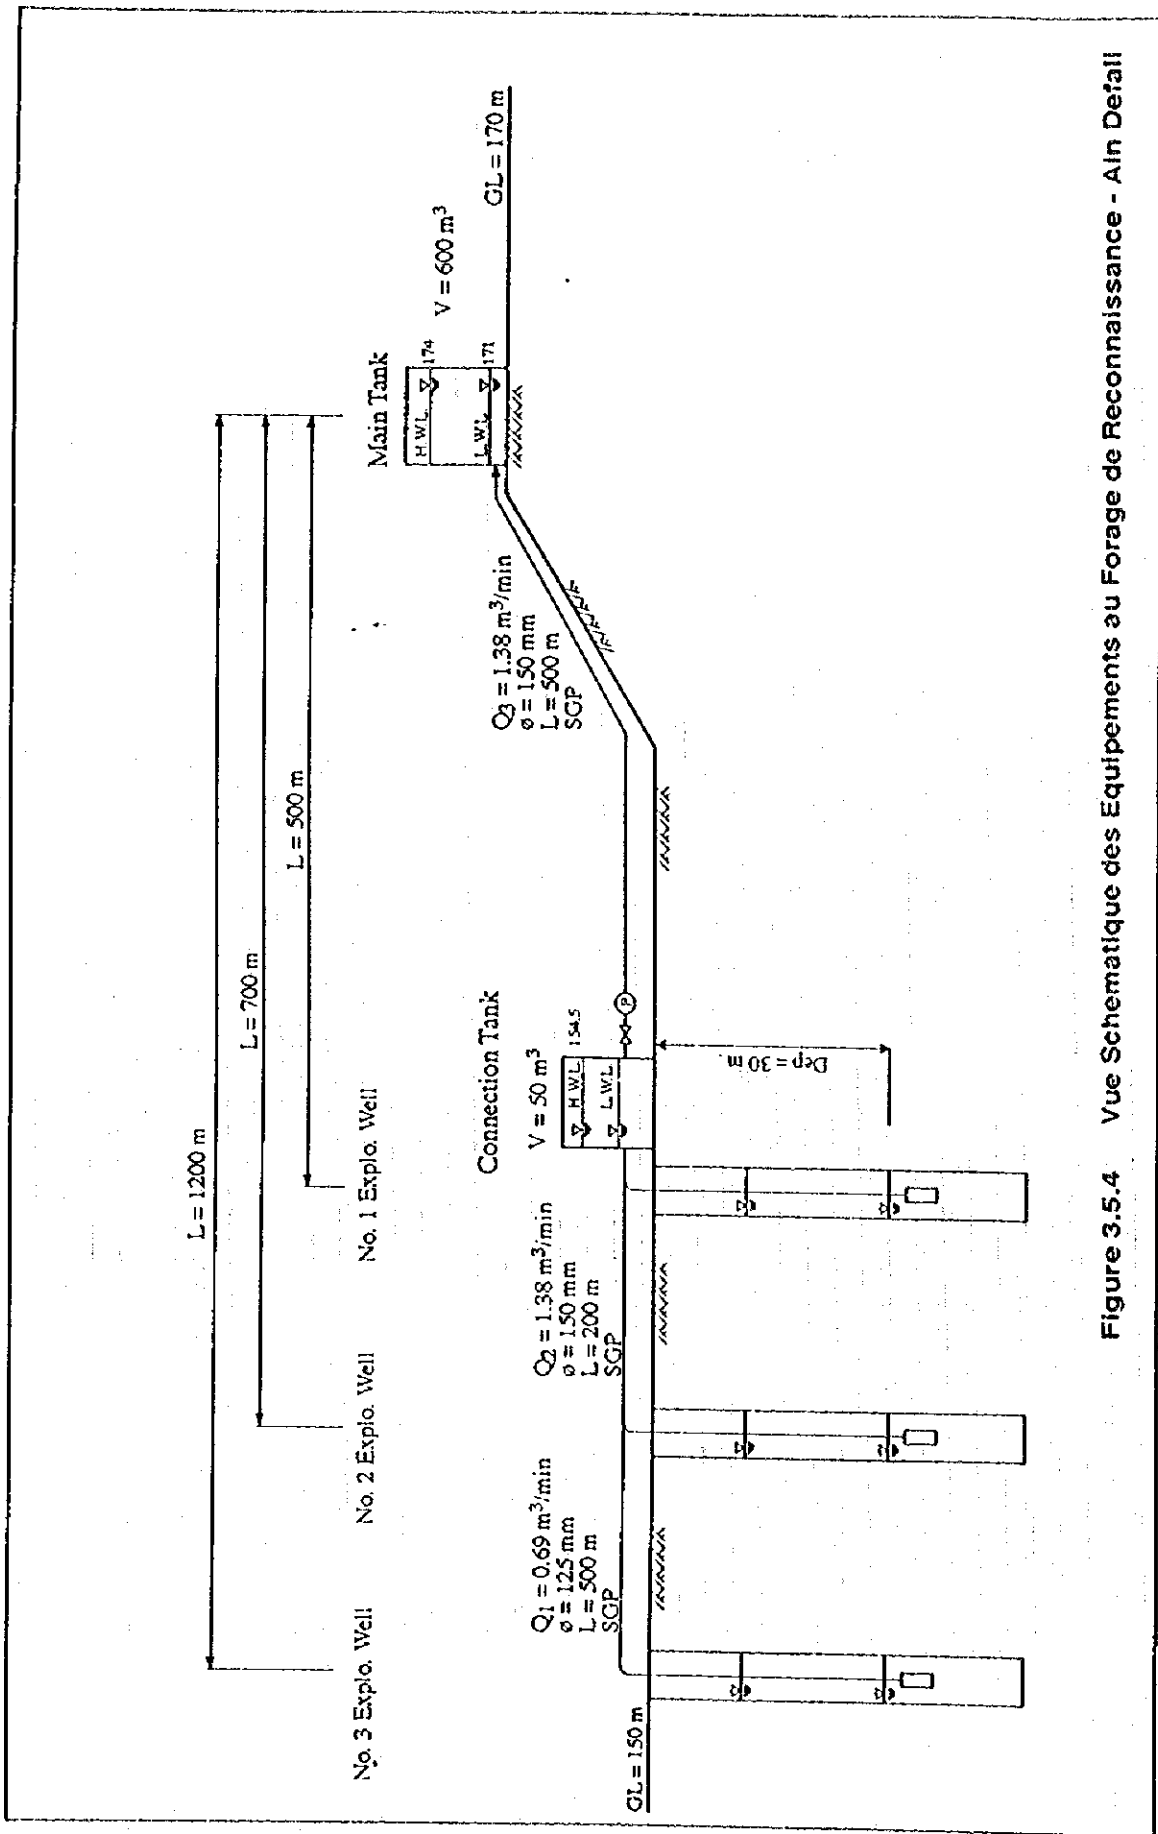 L = 1200 m
L = 700 m
L = 500 m
No. 3 Explo. Well
No. 2 Explo. Well
No. 1 Explo. Well
Main Tank
H.W.L.
174
V = 600 m³
L.W.L.
171
GL = 170 m
Connection Tank
V = 50 m³
H.W.L.
154.5
L.W.L.
P
Q₁ = 0.69 m³/min
ø = 125 mm
L = 500 m
SGP
Q₂ = 1.38 m³/min
ø = 150 mm
L = 200 m
SGP
Q₃ = 1.38 m³/min
ø = 150 mm
L = 500 m
SGP
GL = 150 m
Dep = 30 m
Figure 3.5.4 Vue Schematique des Equipements au Forage de Reconnaissance - Ain Defali